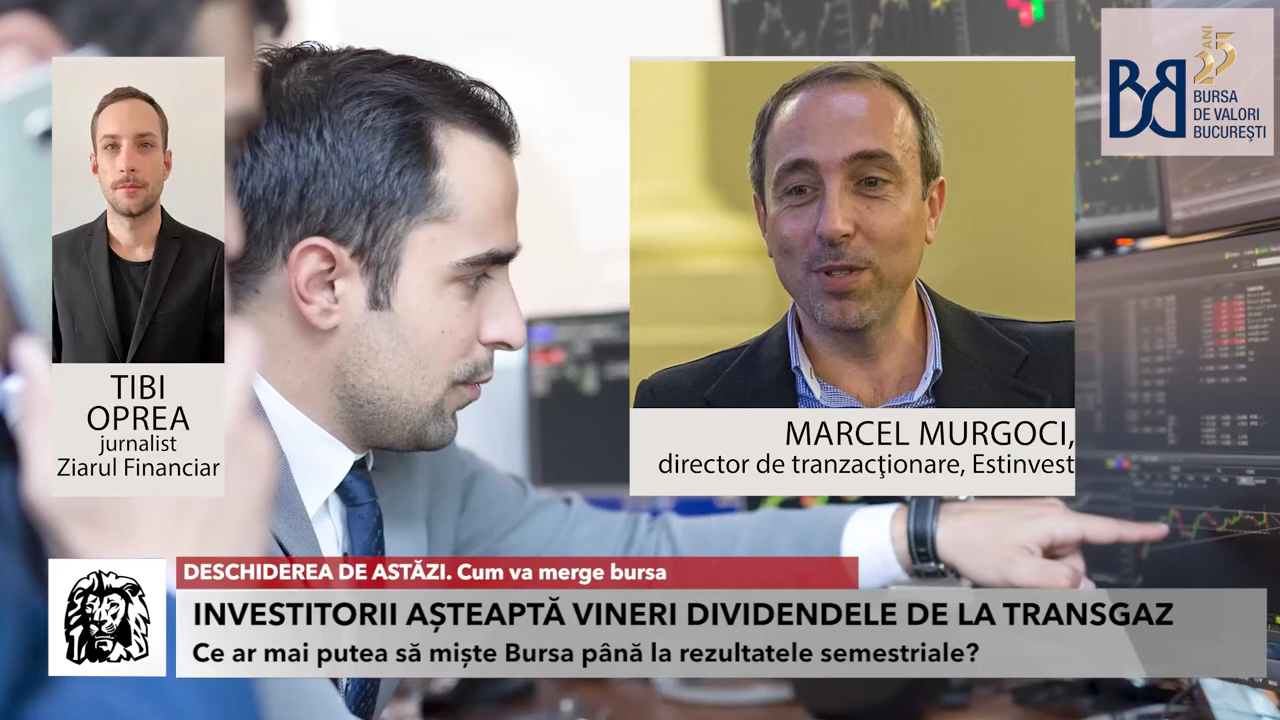 25 ANI
BURSA
DE VALORI
BUCUREŞTI
TIBI
OPREA
jurnalist
Ziarul Financiar
MARCEL MURGOCI,
director de tranzacţionare, Estinvest
DESCHIDEREA DE ASTĂZI. Cum va merge bursa
INVESTITORII AȘTEAPTĂ VINERI DIVIDENDELE DE LA TRANSGAZ
Ce ar mai putea să miște Bursa până la rezultatele semestriale?